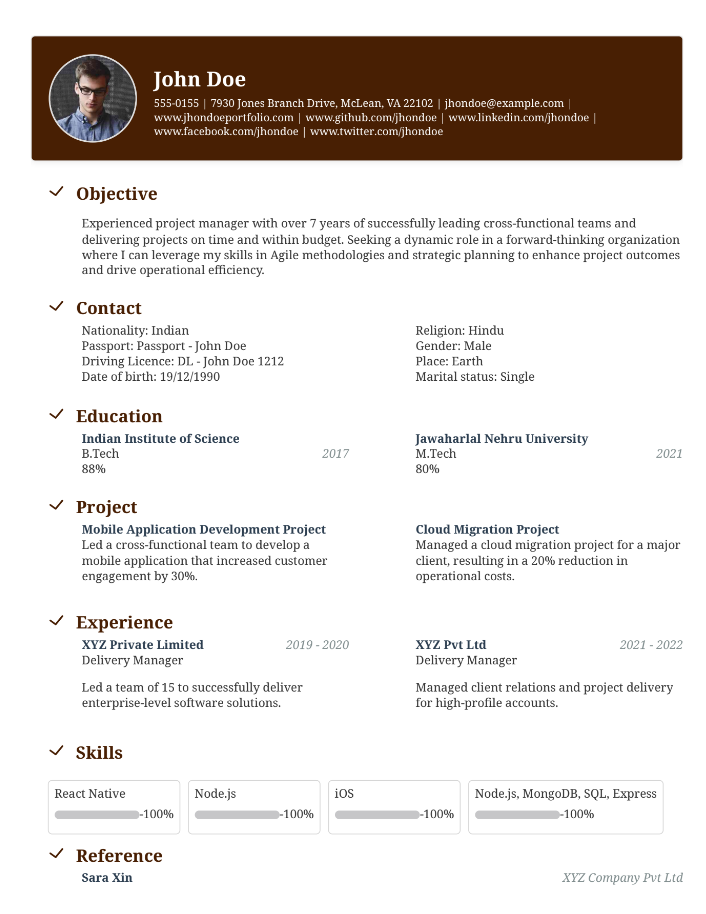 John Doe
555-0155 | 7930 Jones Branch Drive, McLean, VA 22102 | jhondoe@example.com |
www.jhondoeportfolio.com | www.github.com/jhondoe | www.linkedin.com/jhondoe |
www.facebook.com/jhondoe | www.twitter.com/jhondoe
Objective
Experienced project manager with over 7 years of successfully leading cross-functional teams and
delivering projects on time and within budget. Seeking a dynamic role in a forward-thinking organization
where I can leverage my skills in Agile methodologies and strategic planning to enhance project outcomes
and drive operational efficiency.
Contact
Nationality: Indian
Passport: Passport - John Doe
Driving Licence: DL - John Doe 1212
Date of birth: 19/12/1990
Religion: Hindu
Gender: Male
Place: Earth
Marital status: Single
Education
Indian Institute of Science
B.Tech 2017
88%
Jawaharlal Nehru University
M.Tech 2021
80%
Project
Mobile Application Development Project
Led a cross-functional team to develop a
mobile application that increased customer
engagement by 30%.
Cloud Migration Project
Managed a cloud migration project for a major
client, resulting in a 20% reduction in
operational costs.
Experience
XYZ Private Limited 2019 - 2020
Delivery Manager
Led a team of 15 to successfully deliver
enterprise-level software solutions.
XYZ Pvt Ltd 2021 - 2022
Delivery Manager
Managed client relations and project delivery
for high-profile accounts.
Skills
React Native
-100%
Node.js
-100%
iOS
-100%
Node.js, MongoDB, SQL, Express
-100%
Reference
Sara Xin XYZ Company Pvt Ltd